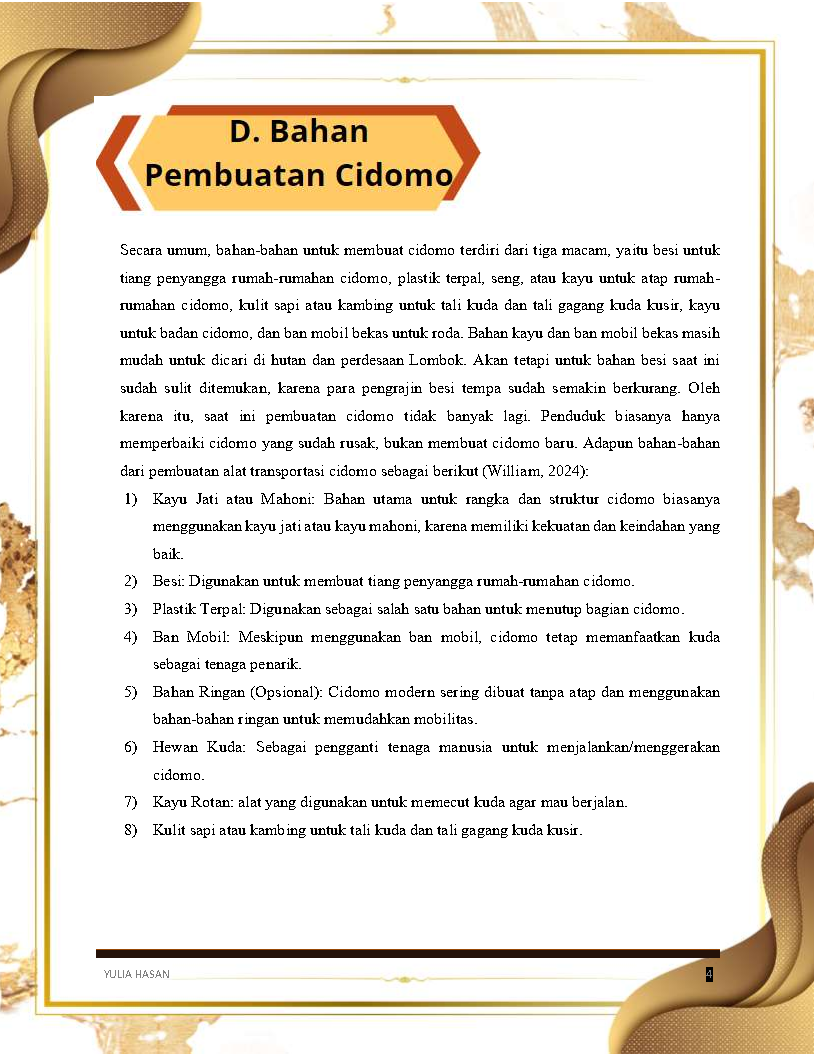 D. Bahan
Pembuatan Cidomo
Secara umum, bahan-bahan untuk membuat cidomo terdiri dari tiga macam, yaitu besi untuk
tiang penyangga rumah-rumahan cidomo, plastik terpal, seng, atau kayu untuk atap rumah-
rumahan cidomo, kulit sapi atau kambing untuk tali kuda dan tali gagang kuda kusir, kayu
untuk badan cidomo, dan ban mobil bekas untuk roda. Bahan kayu dan ban mobil bekas masih
mudah untuk dicari di hutan dan perdesaan Lombok. Akan tetapi untuk bahan besi saat ini
sudah sulit ditemukan, karena para pengrajin besi tempa sudah semakin berkurang. Oleh
karena itu, saat ini pembuatan cidomo tidak banyak lagi. Penduduk biasanya hanya
memperbaiki cidomo yang sudah rusak, bukan membuat cidomo baru. Adapun bahan-bahan
dari pembuatan alat transportasi cidomo sebagai berikut (William, 2024):
1) Kayu Jati atau Mahoni: Bahan utama untuk rangka dan struktur cidomo biasanya
menggunakan kayu jati atau kayu mahoni, karena memiliki kekuatan dan keindahan yang
baik.
2) Besi: Digunakan untuk membuat tiang penyangga rumah-rumahan cidomo.
3) Plastik Terpal: Digunakan sebagai salah satu bahan untuk menutup bagian cidomo.
4) Ban Mobil: Meskipun menggunakan ban mobil, cidomo tetap memanfaatkan kuda
sebagai tenaga penarik.
5) Bahan Ringan (Opsional): Cidomo modern sering dibuat tanpa atap dan menggunakan
bahan-bahan ringan untuk memudahkan mobilitas.
6) Hewan Kuda: Sebagai pengganti tenaga manusia untuk menjalankan/menggerakan
cidomo.
7) Kayu Rotan: alat yang digunakan untuk memecut kuda agar mau berjalan.
8) Kulit sapi atau kambing untuk tali kuda dan tali gagang kuda kusir.
YULIA HASAN
4